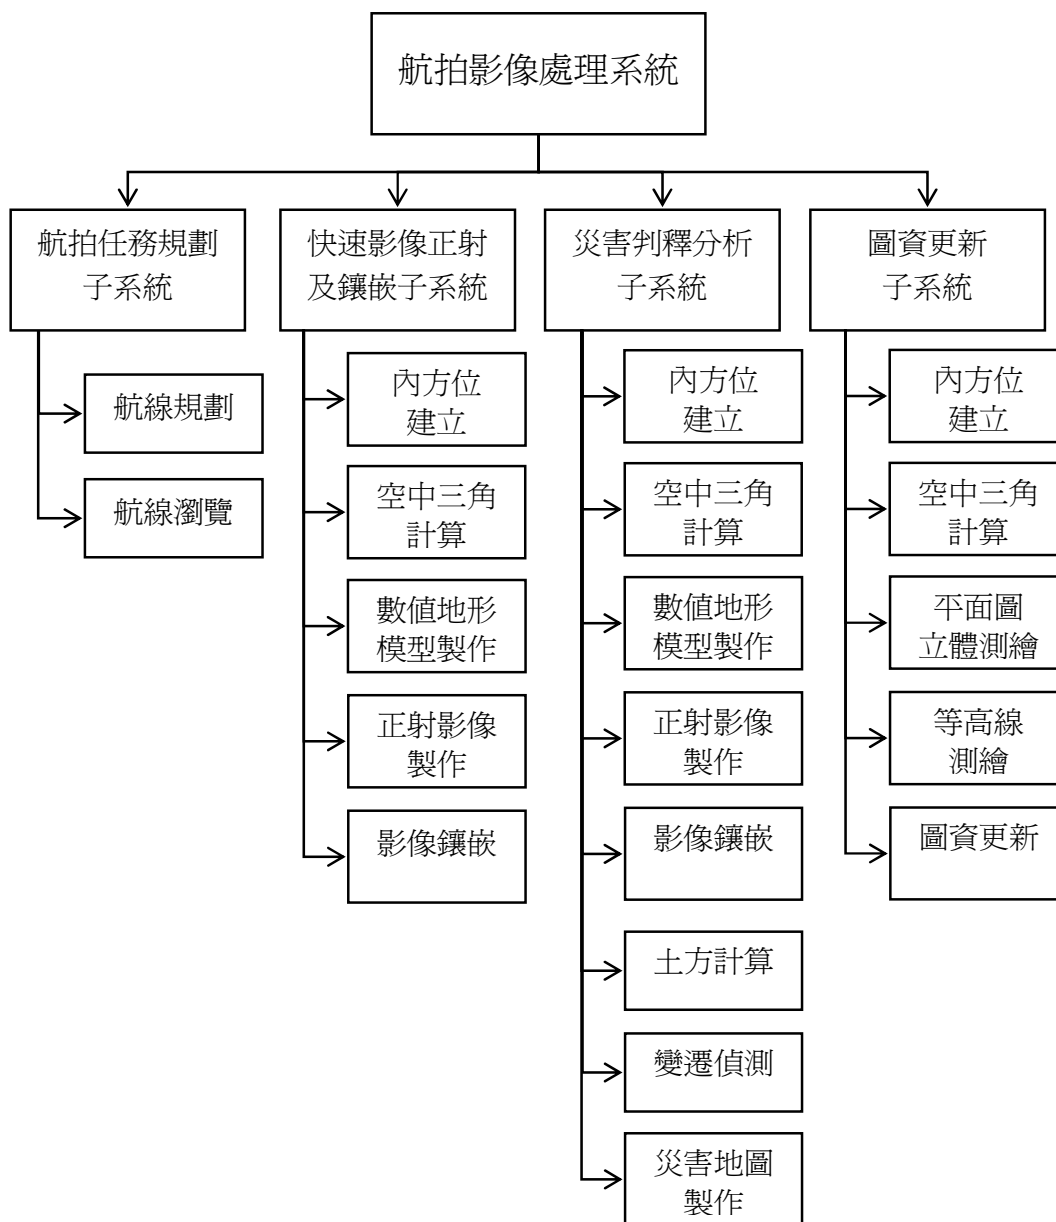 航拍影像處理系統
航拍任務規劃
子系統
航線規劃
航線瀏覽
快速影像正射
及鑲嵌子系統
內方位
建立
空中三角
計算
數值地形
模型製作
正射影像
製作
影像鑲嵌
災害判釋分析
子系統
內方位
建立
空中三角
計算
數值地形
模型製作
正射影像
製作
影像鑲嵌
土方計算
變遷偵測
災害地圖
製作
圖資更新
子系統
內方位
建立
空中三角
計算
平面圖
立體測繪
等高線
測繪
圖資更新